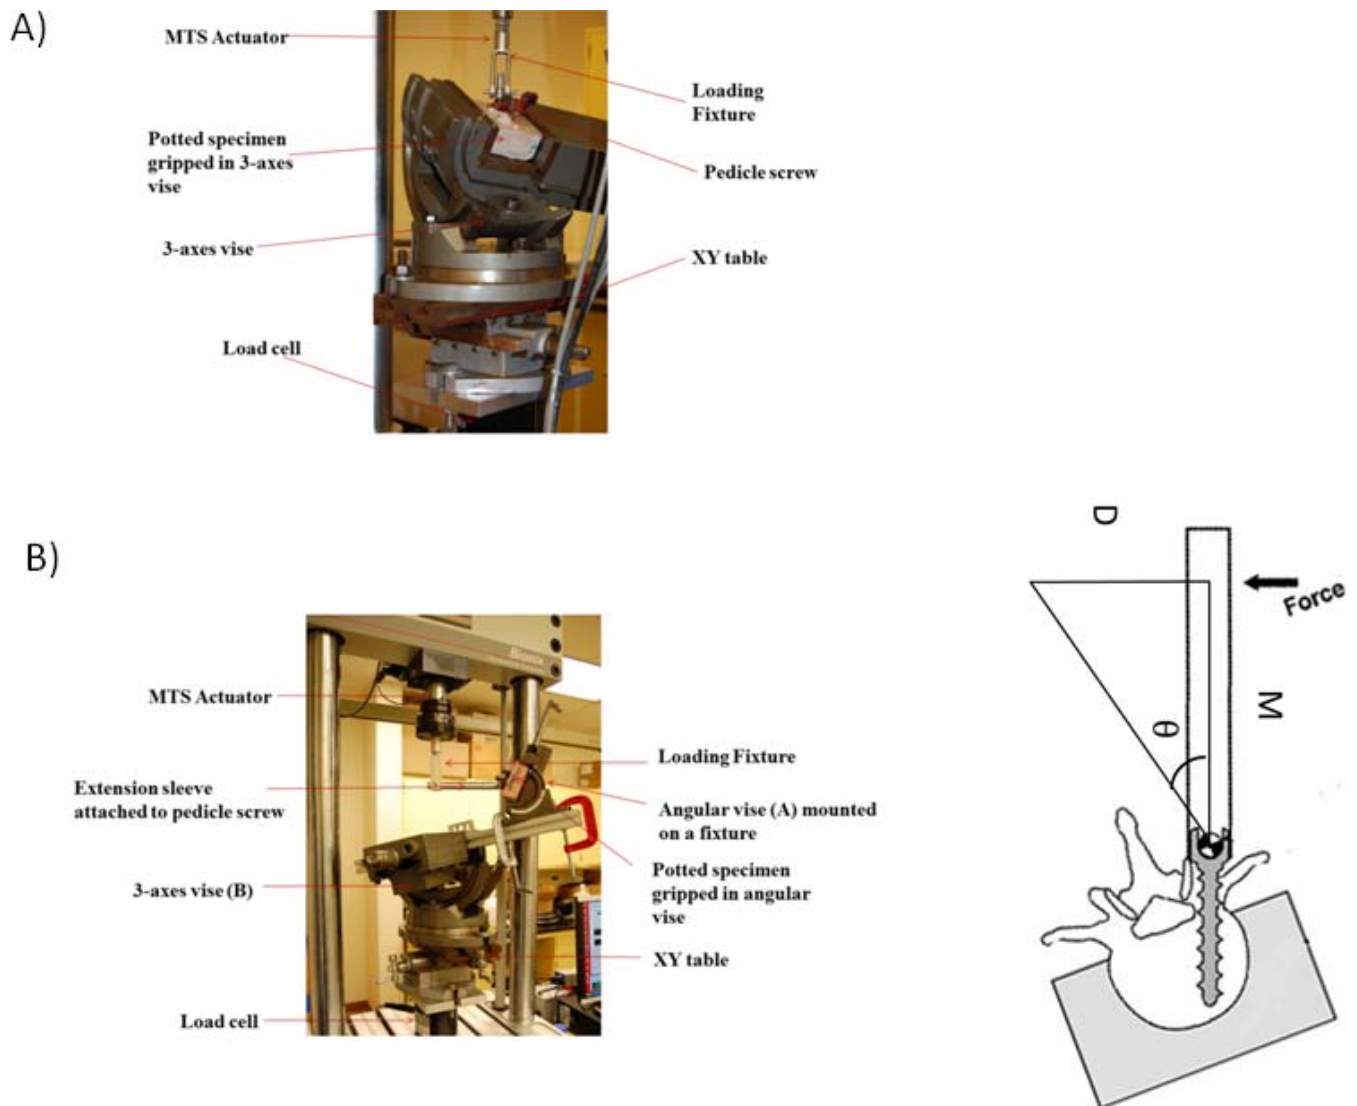 A)
MTS Actuator
Loading
Fixture
Potted specimen
gripped in 3-axes
vise
Pedicle screw
3-axes vise
XY table
Load cell
B)
D
Force
M
θ
Bionix
MTS Actuator
Loading Fixture
Extension sleeve
attached to pedicle screw
Angular vise (A) mounted
on a fixture
3-axes vise (B)
Potted specimen
gripped in angular
vise
XY table
Load cell